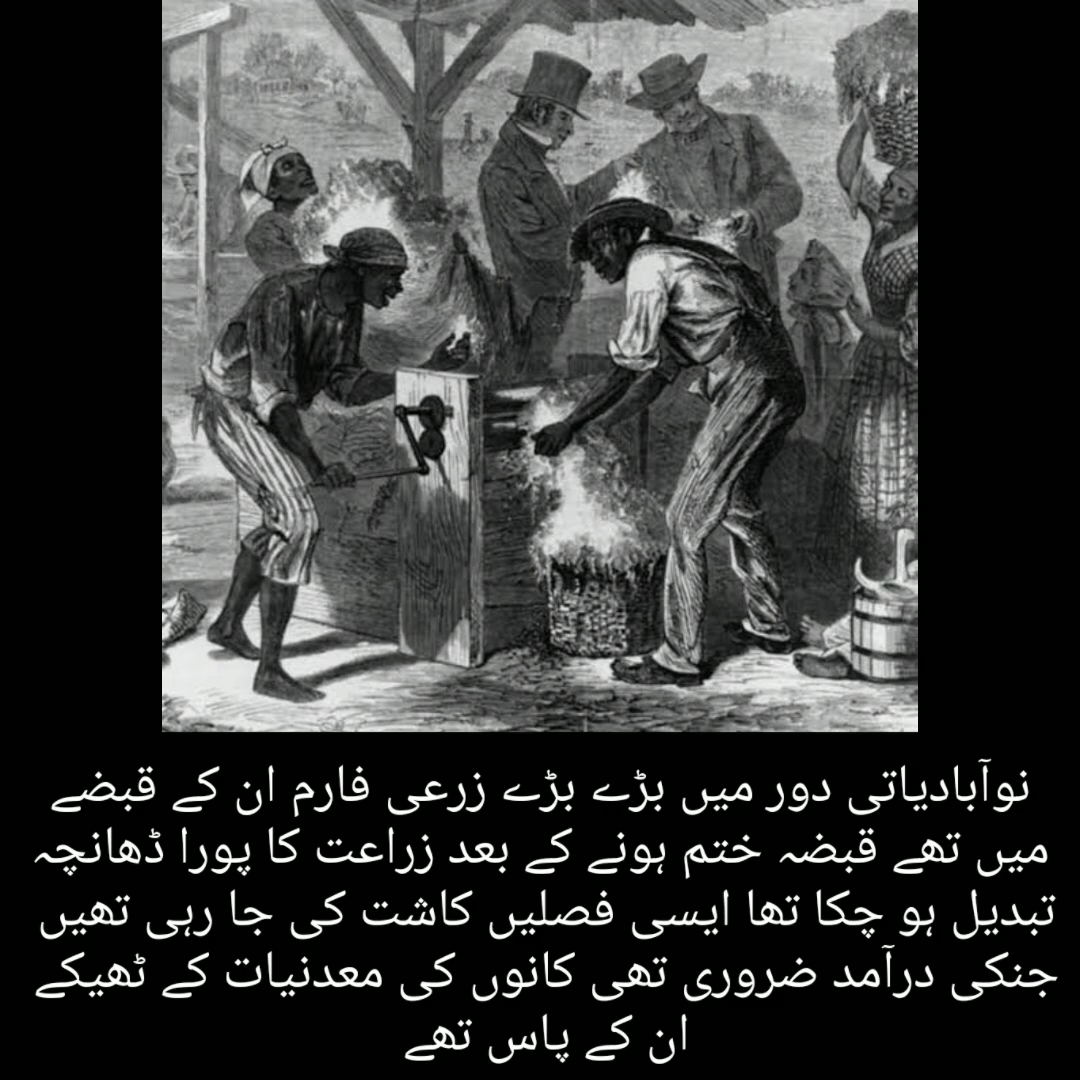 نوآبادیاتی دور میں بڑے بڑے زرعی فارم ان کے قبضے
میں تھے قبضہ ختم ہونے کے بعد زراعت کا پورا ڈھانچہ
تبدیل ہو چکا تھا ایسی فصلیں کاشت کی جا رہی تھیں
جنکی درآمد ضروری تھی کانوں کی معدنیات کے ٹھیکے
ان کے پاس تھے